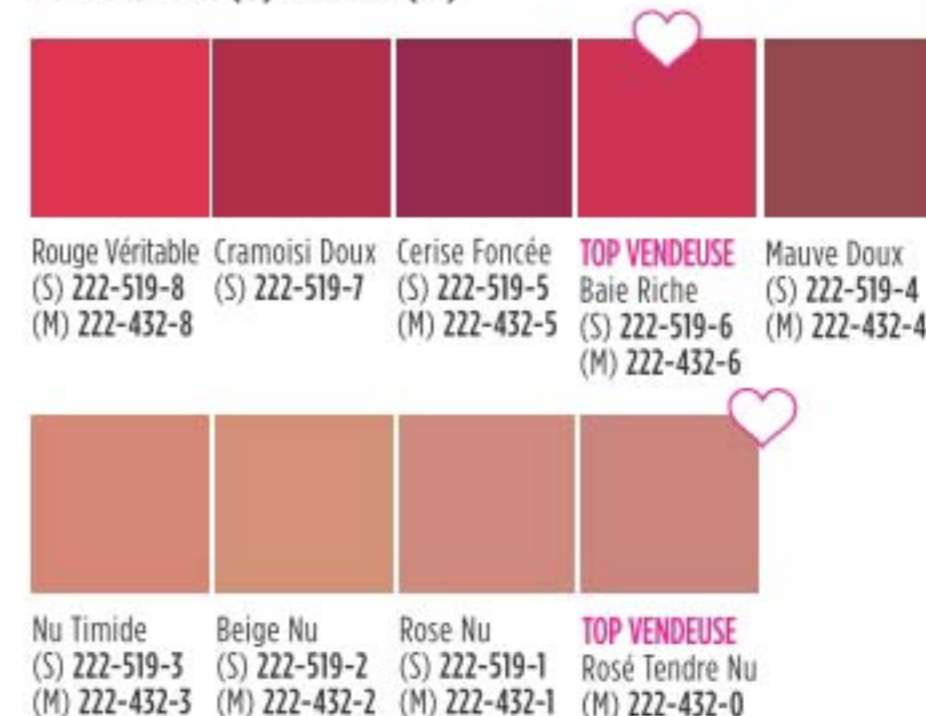 Rouge Véritable
(S) 222-519-8
(M) 222-432-8
Cramoisi Doux
(S) 222-519-7
Cerise Foncée
(S) 222-519-5
(M) 222-432-5
TOP VENDEUSE
Baie Riche
(S) 222-519-6
(M) 222-432-6
Mauve Doux
(S) 222-519-4
(M) 222-432-4
Nu Timide
(S) 222-519-3
(M) 222-432-3
Beige Nu
(S) 222-519-2
(M) 222-432-2
Rose Nu
(S) 222-519-1
(M) 222-432-1
TOP VENDEUSE
Rosé Tendre Nu
(M) 222-432-0